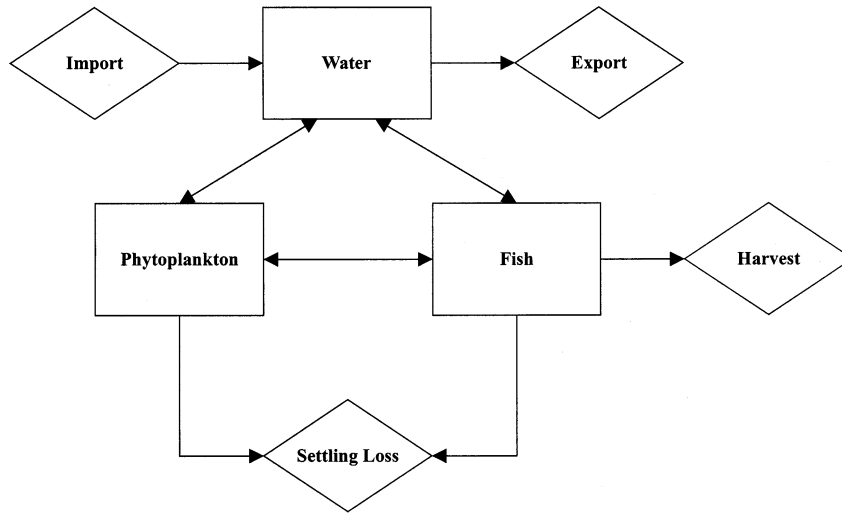 Import
Water
Export
Phytoplankton
Fish
Harvest
Settling Loss